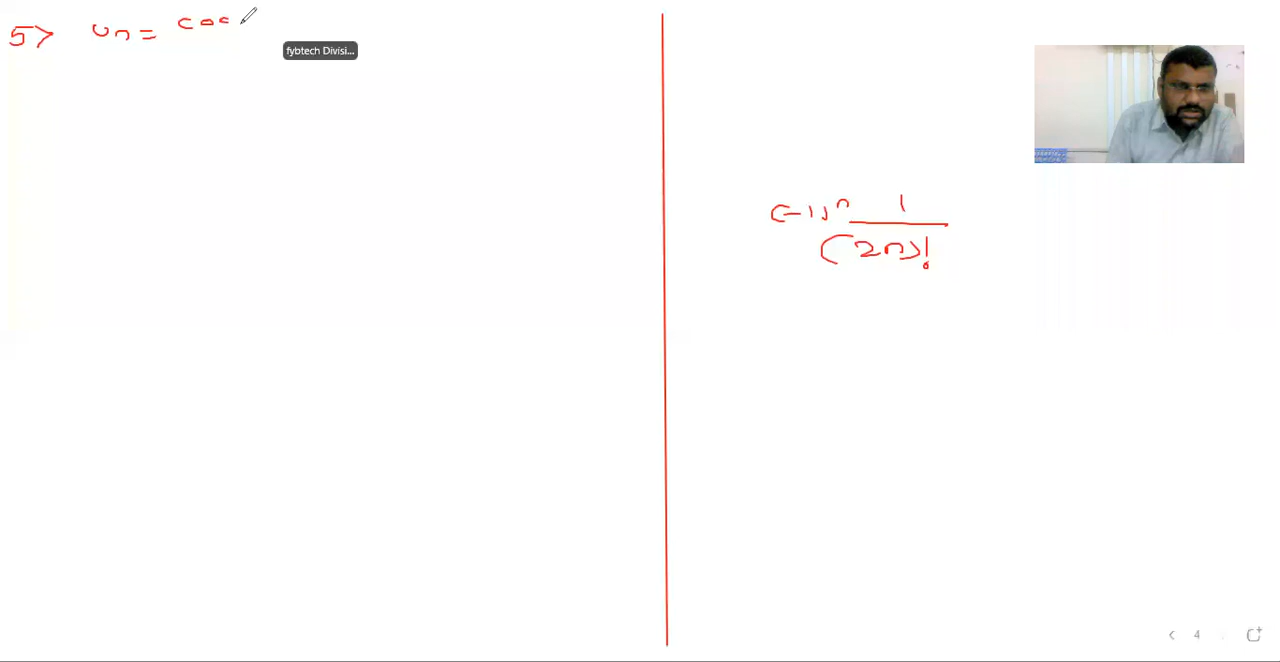 5> un = cos
fybtech Divisi...
(-1)^n 1
(2n)!
4